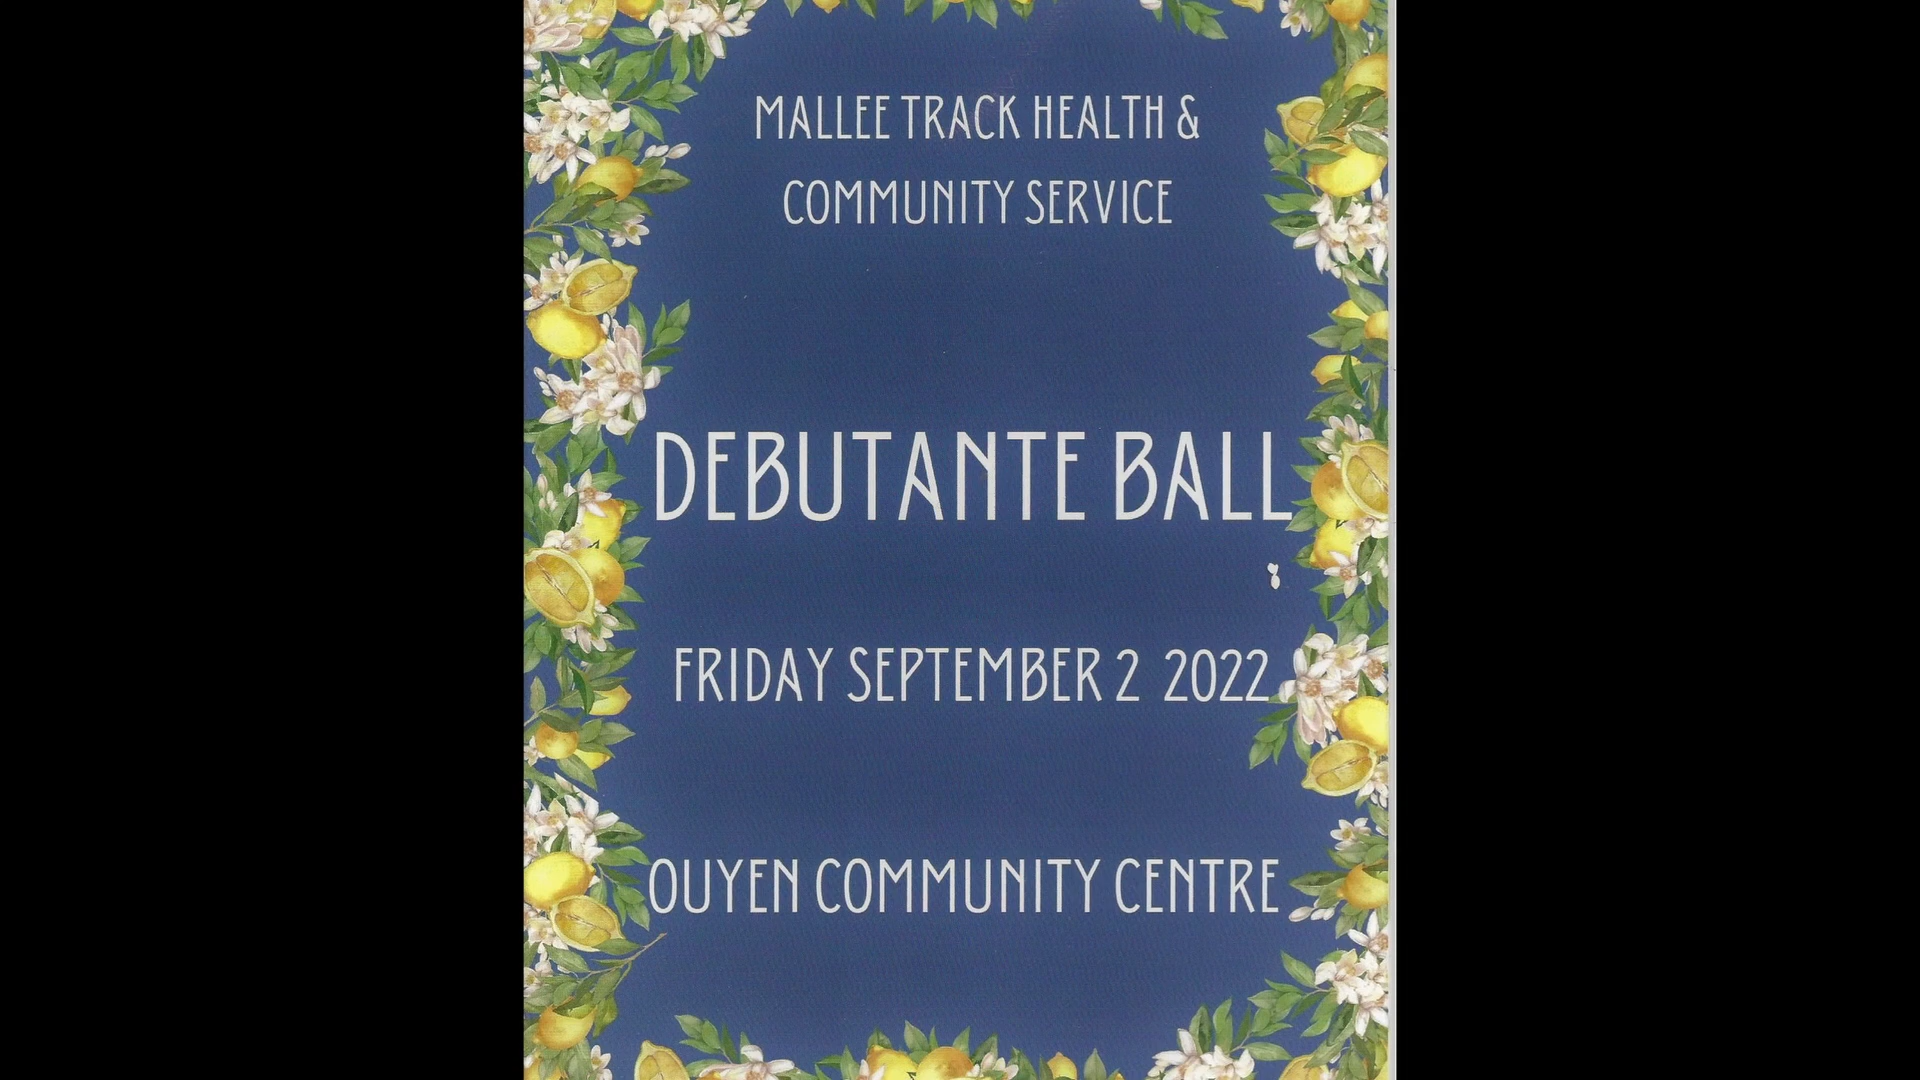 MALLEE TRACK HEALTH &
COMMUNITY SERVICE
DEBUTANTE BALL
FRIDAY SEPTEMBER 2 2022
OUYEN COMMUNITY CENTRE